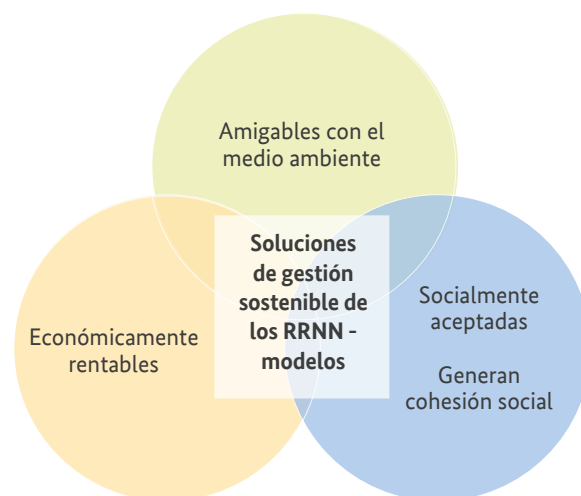 Amigables con el
medio ambiente
Soluciones
de gestión
sostenible de
los RRNN -
modelos
Económicamente
rentables
Socialmente
aceptadas
Generan
cohesión social